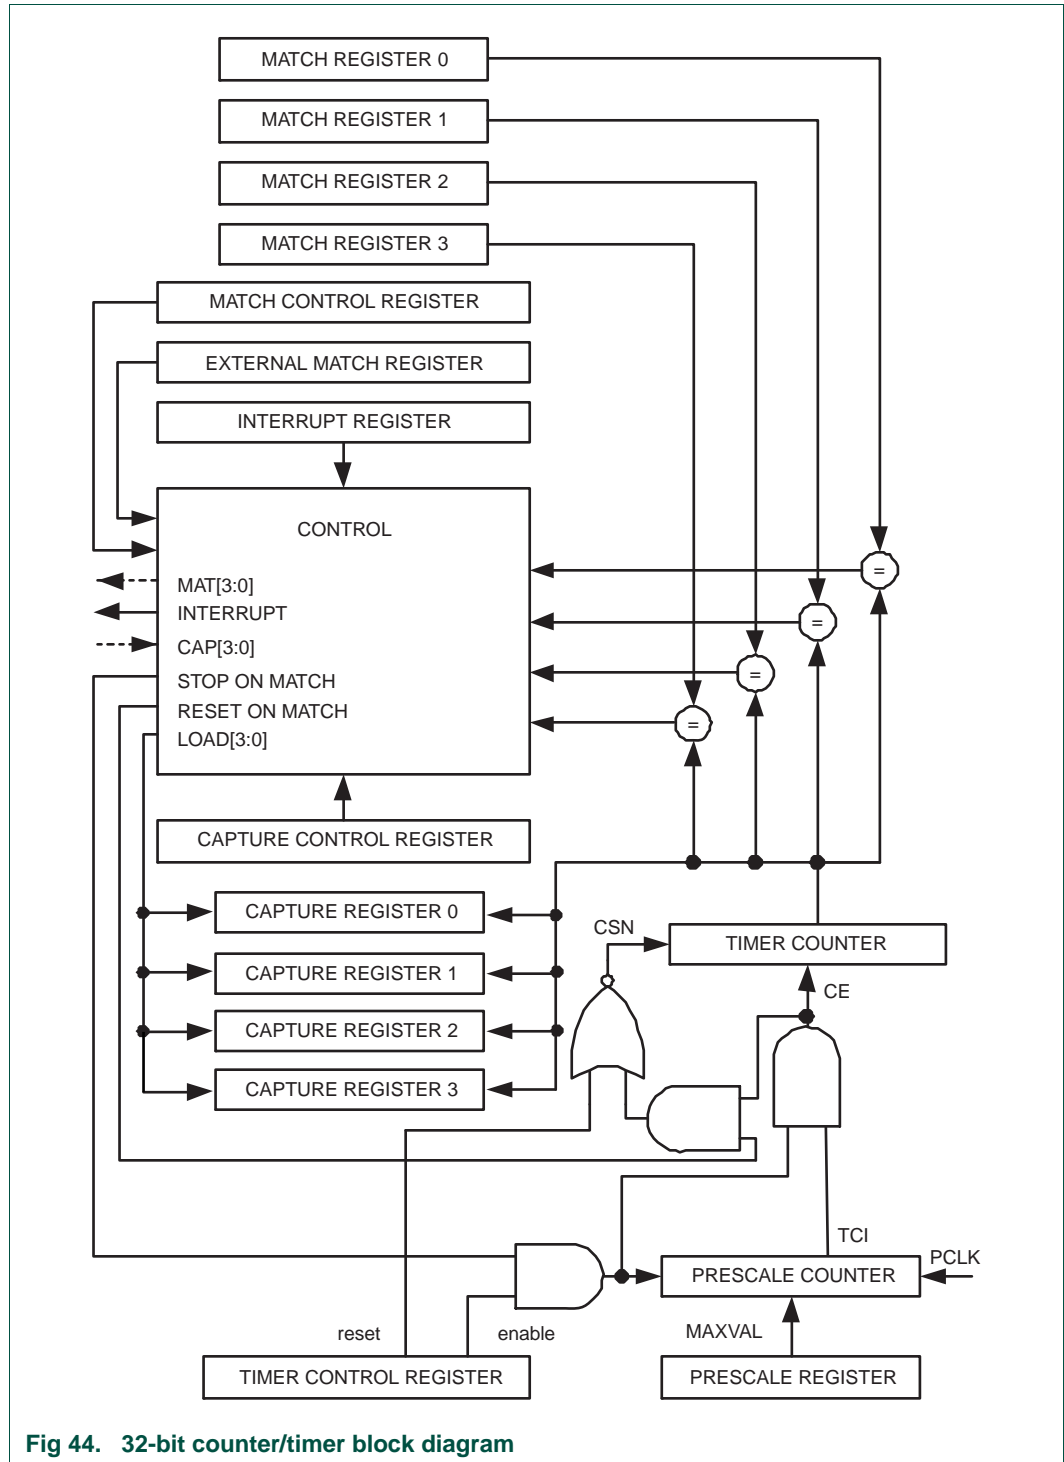 MATCH REGISTER 0
MATCH REGISTER 1
MATCH REGISTER 2
MATCH REGISTER 3
MATCH CONTROL REGISTER
EXTERNAL MATCH REGISTER
INTERRUPT REGISTER
CONTROL
MAT[3:0]
INTERRUPT
CAP[3:0]
STOP ON MATCH
RESET ON MATCH
LOAD[3:0]
=
=
=
=
CAPTURE CONTROL REGISTER
CAPTURE REGISTER 0
CAPTURE REGISTER 1
CAPTURE REGISTER 2
CAPTURE REGISTER 3
CSN
TIMER COUNTER
CE
TCI
PCLK
PRESCALE COUNTER
MAXVAL
PRESCALE REGISTER
reset
enable
TIMER CONTROL REGISTER
Fig 44. 32-bit counter/timer block diagram